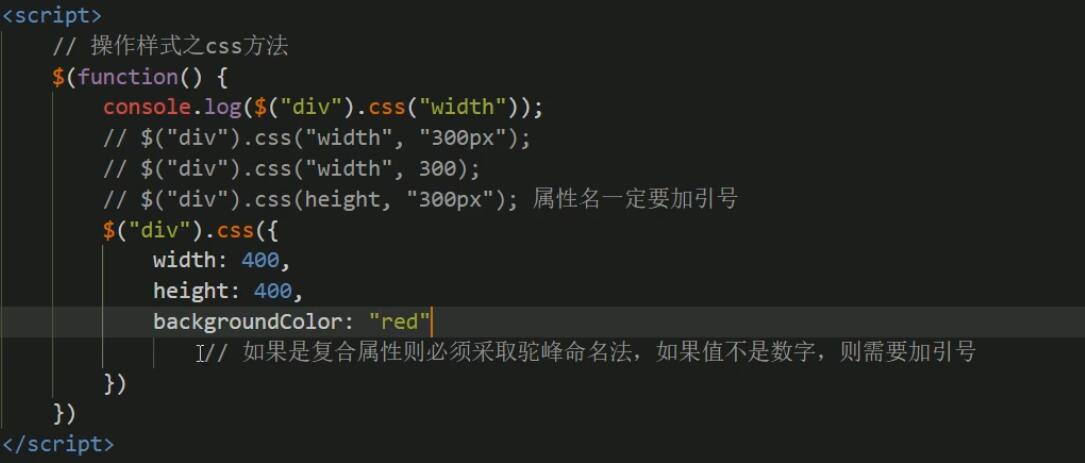 <script>
// 操作样式之css方法
$(function() {
console.log($("div").css("width"));
// $("div").css("width", "300px");
// $("div").css("width", 300);
// $("div").css(height, "300px"); 属性名一定要加引号
$("div").css({
width: 400,
height: 400,
backgroundColor: "red"
// 如果是复合属性则必须采取驼峰命名法，如果值不是数字，则需要加引号
})
})
</script>